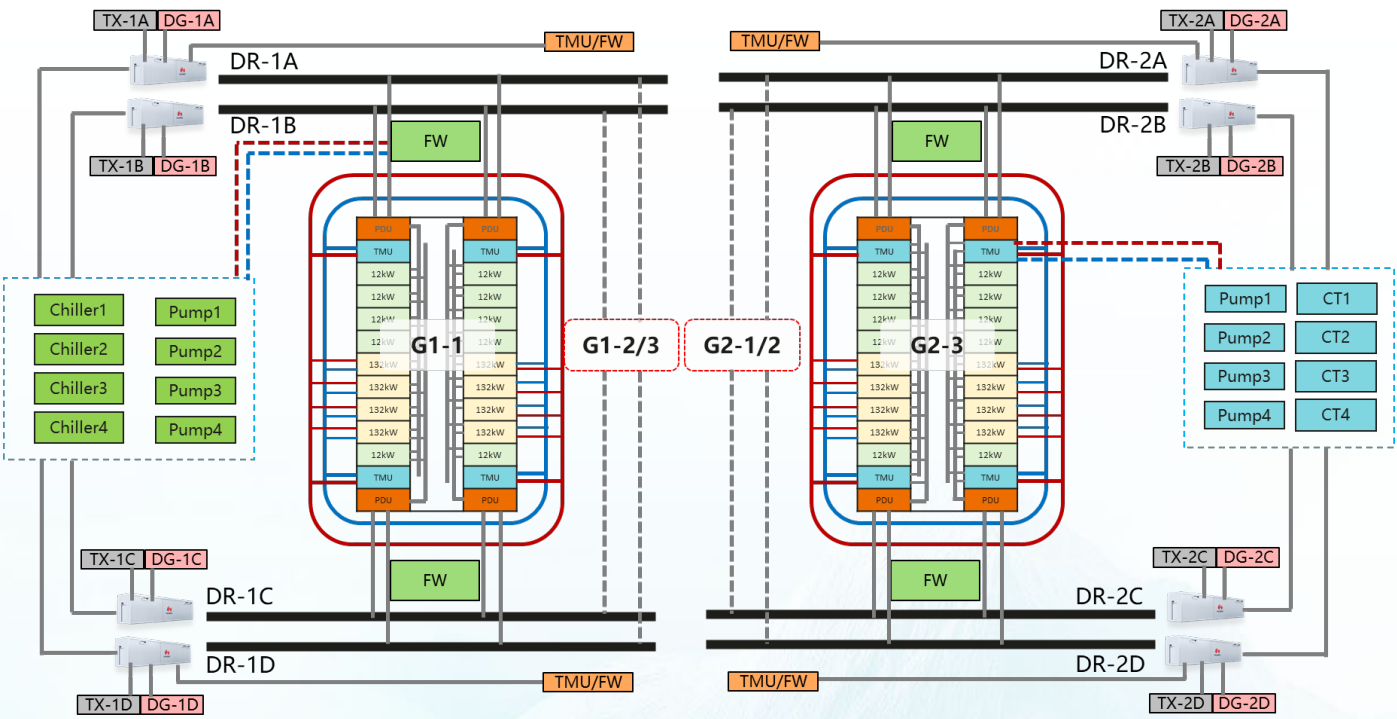 TX-1A DG-1A
TMU/FW
DR-1A
DR-1B
TX-1B DG-1B
FW
TX-2A DG-2A
TMU/FW
DR-2A
DR-2B
TX-2B DG-2B
FW
Chiller1 Pump1
Chiller2 Pump2
Chiller3 Pump3
Chiller4 Pump4
PDU PDU
TMU TMU
12kW 12kW
12kW 12kW
12kW 12kW
12kW 12kW
G1-1
132kW 132kW
132kW 132kW
132kW 132kW
132kW 132kW
12kW 12kW
TMU TMU
PDU PDU
G1-2/3
G2-1/2
PDU PDU
TMU TMU
12kW 12kW
12kW 12kW
12kW 12kW
12kW 12kW
G2-3
132kW 132kW
132kW 132kW
132kW 132kW
132kW 132kW
12kW 12kW
TMU TMU
PDU PDU
Pump1 CT1
Pump2 CT2
Pump3 CT3
Pump4 CT4
TX-1C DG-1C
FW
DR-1C
DR-1D
TMU/FW
TX-1D DG-1D
TX-2C DG-2C
FW
DR-2C
DR-2D
TMU/FW
TX-2D DG-2D